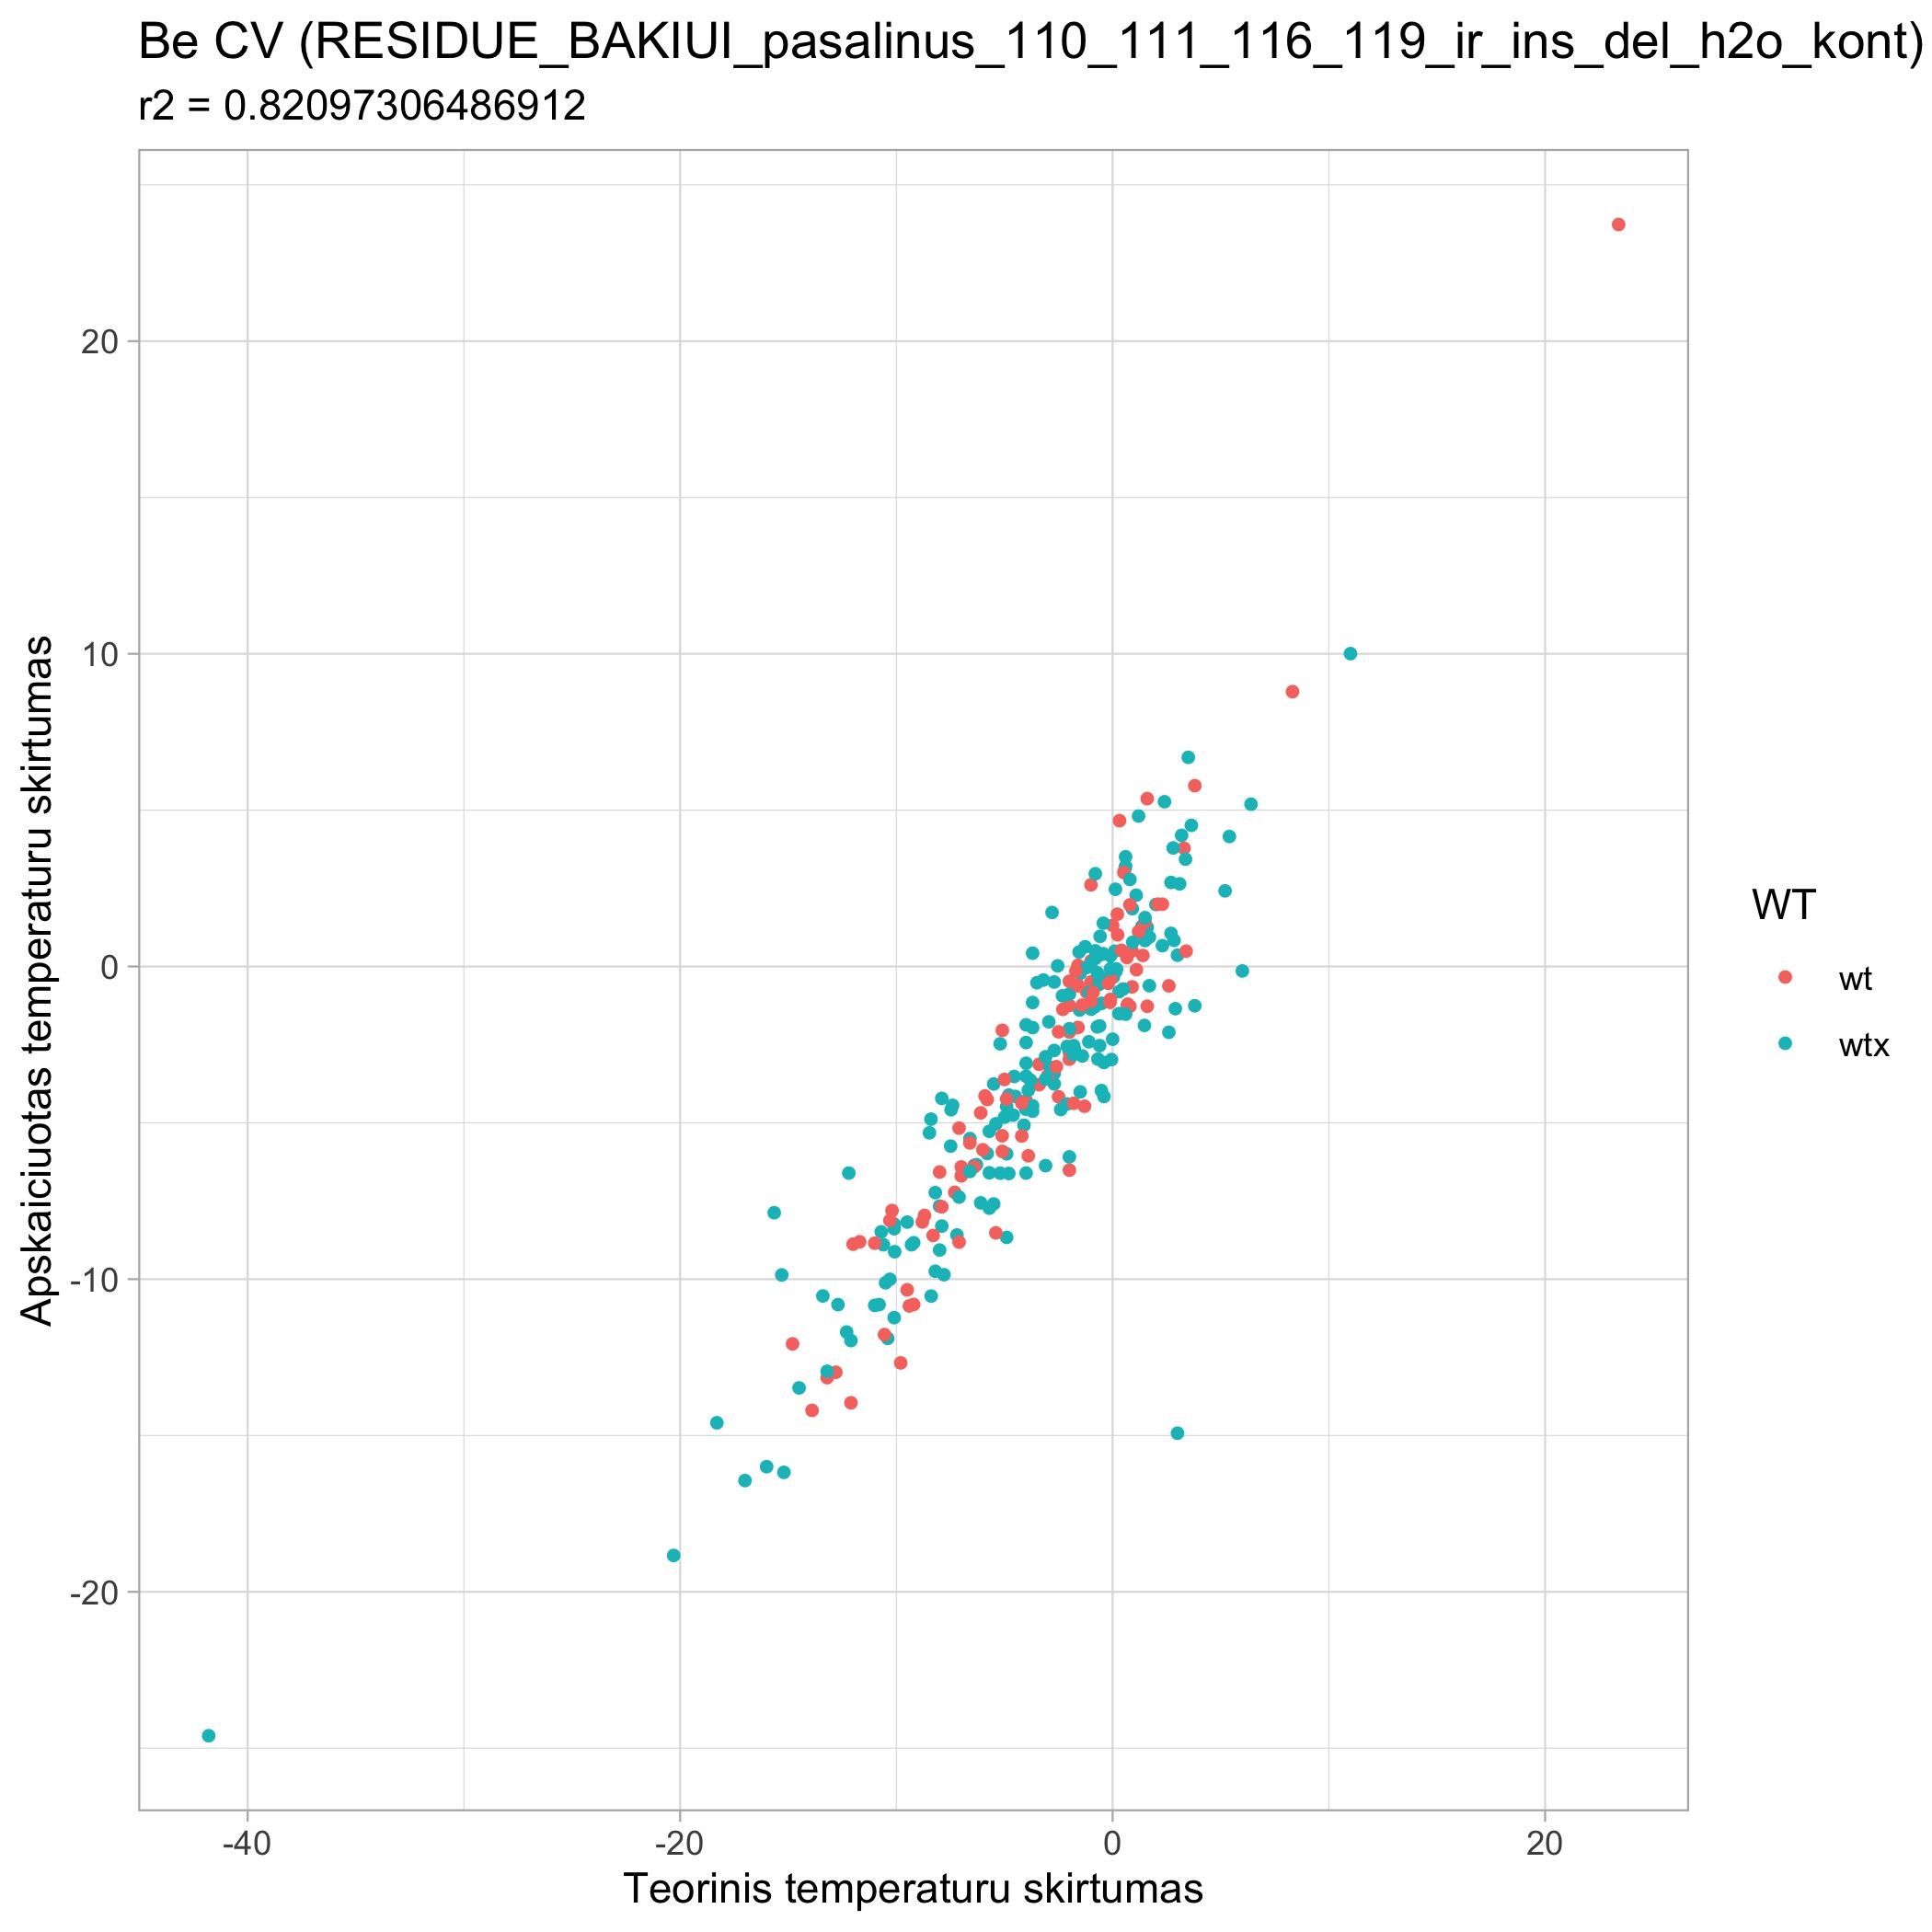 Be CV (RESIDUE_BAKIUI_pasalinus_110_111_116_119_ir_ins_del_h2o_kont)
r2 = 0.82097306486912
20
10
0
-10
-20
Apskaiciuotas temperaturu skirtumas
-40
-20
0
20
Teorinis temperaturu skirtumas
WT
wt
wtx